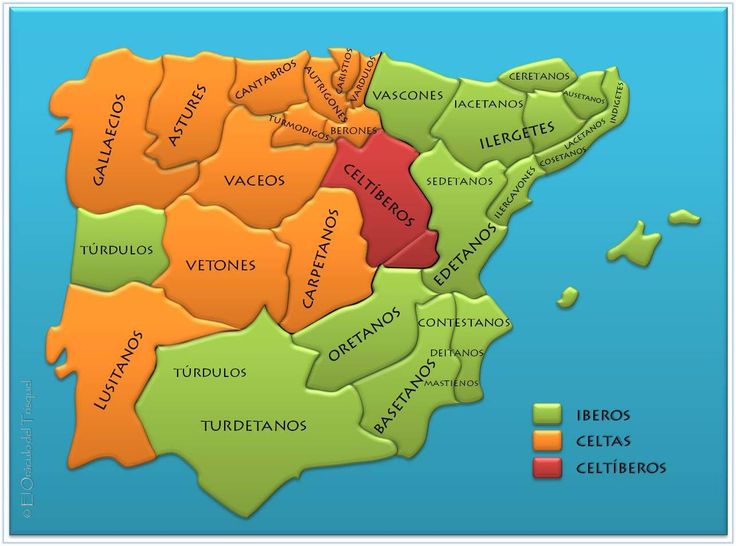 GALLAECIOS
ASTURES
CANTABROS
AUTRIGONES
CARISTIOS
VARDULOS
TURMODIGOS
BERONES
VASCONES
IACETANOS
CERETANOS
AUSETANOS
INDIGETES
ILERGETES
LACETANOS
COSETANOS
ILERCAVONES
VACEOS
CELTÍBEROS
SEDETANOS
EDETANOS
TÚRDULOS
VETONES
CARPETANOS
LUSITANOS
ORETANOS
CONTESTANOS
DEITANOS
MASTIENOS
BASETANOS
TÚRDULOS
TURDETANOS
IBEROS
CELTAS
CELTÍBEROS
© El Oráculo del Trisquel